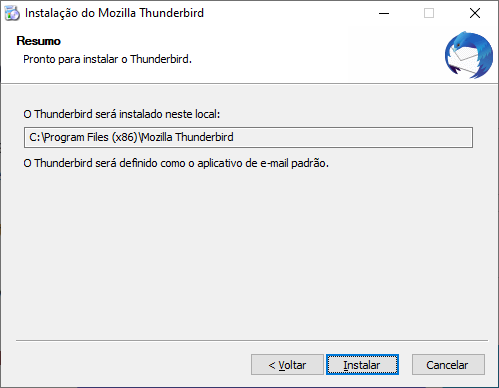 Instalação do Mozilla Thunderbird
Resumo
Pronto para instalar o Thunderbird.
O Thunderbird será instalado neste local:
C:\Program Files (x86)\Mozilla Thunderbird
O Thunderbird será definido como o aplicativo de e-mail padrão.
< Voltar
Instalar
Cancelar